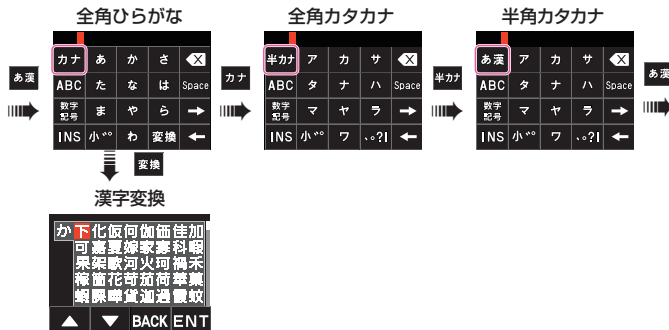 全角ひらがな
全角カタカナ
半角カタカナ
カナ あ か さ
ABC た な は Space
数字記号 ま や ら →
INS 小゛゜ わ 変換 ←
半カナ ア カ サ
ABC タ ナ ハ Space
数字記号 マ ヤ ラ →
INS 小゛゜ ワ 、。?! ←
あ漢 ア カ サ
ABC タ ナ ハ Space
数字記号 マ ヤ ラ →
INS 小゛゜ ワ 、。?! ←
あ漢
カナ
半カナ
あ漢
変換
漢字変換
か 下化仮何伽価佳加
可嘉夏嫁家寡科暇
果架歌河火珂禍禾
稼箇花苛茄荷華菓
蝦課嘩貨迦過霞蚊
▲ ▼ BACK ENT